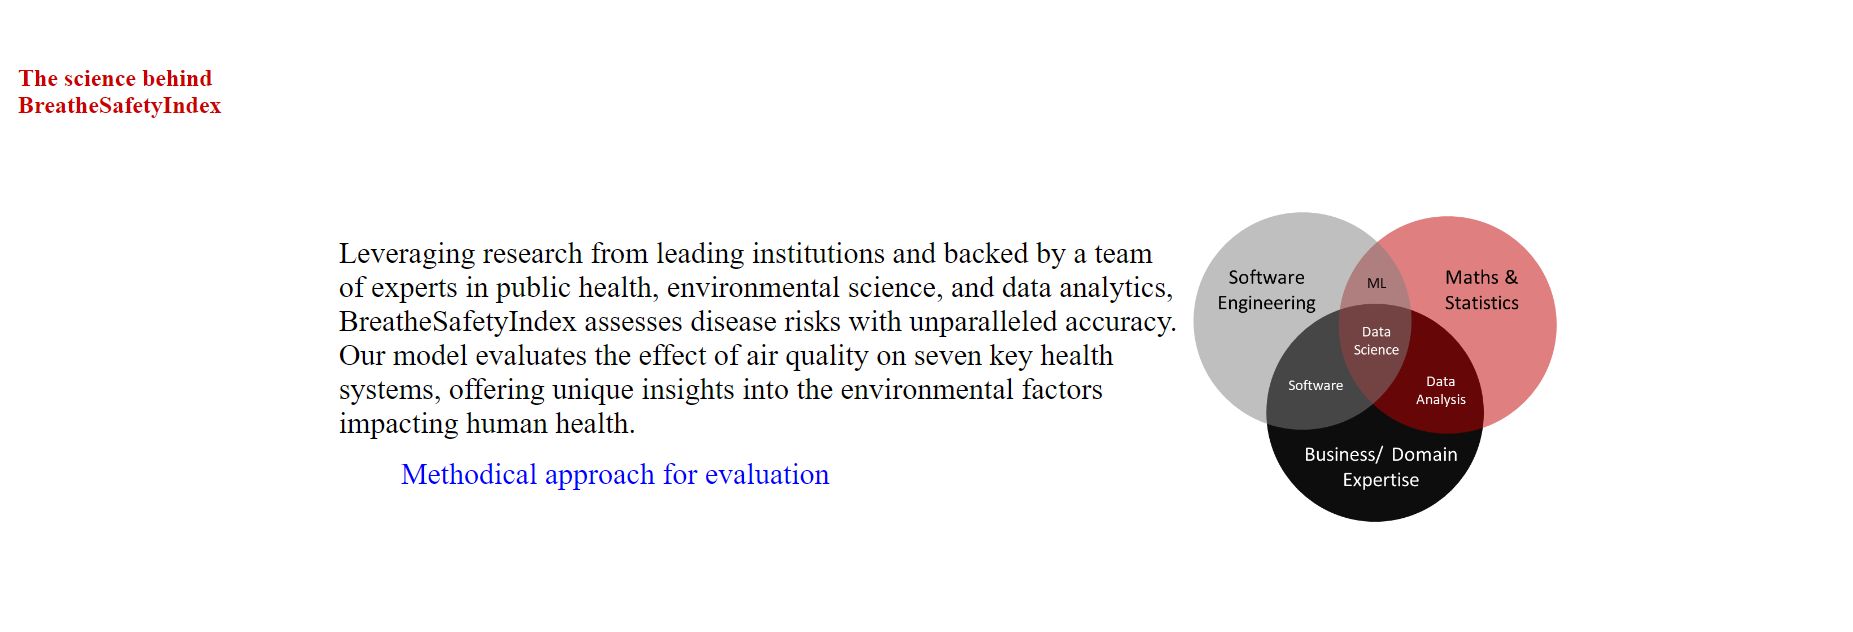 The science behind
BreatheSafetyIndex
Leveraging research from leading institutions and backed by a team
of experts in public health, environmental science, and data analytics,
BreatheSafetyIndex assesses disease risks with unparalleled accuracy.
Our model evaluates the effect of air quality on seven key health
systems, offering unique insights into the environmental factors
impacting human health.
Methodical approach for evaluation
Software
Engineering
ML
Maths &
Statistics
Data
Science
Software
Data
Analysis
Business/ Domain
Expertise